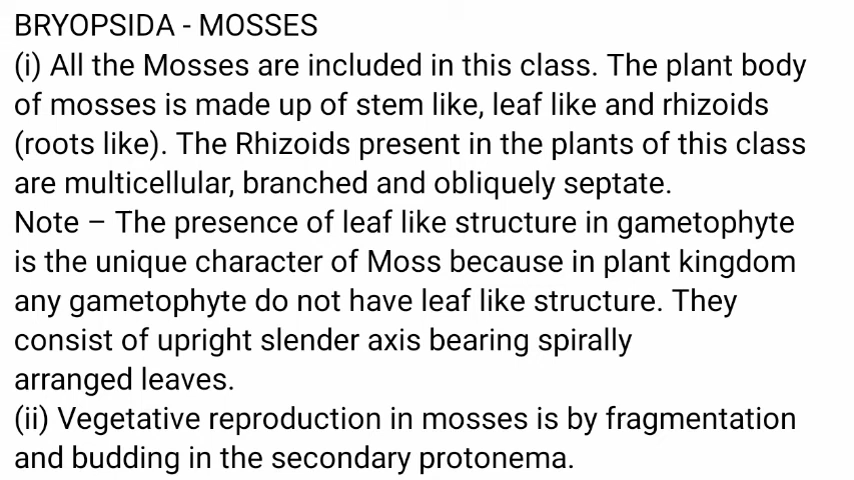 BRYOPSIDA - MOSSES
(i) All the Mosses are included in this class. The plant body
of mosses is made up of stem like, leaf like and rhizoids
(roots like). The Rhizoids present in the plants of this class
are multicellular, branched and obliquely septate.
Note – The presence of leaf like structure in gametophyte
is the unique character of Moss because in plant kingdom
any gametophyte do not have leaf like structure. They
consist of upright slender axis bearing spirally
arranged leaves.
(ii) Vegetative reproduction in mosses is by fragmentation
and budding in the secondary protonema.